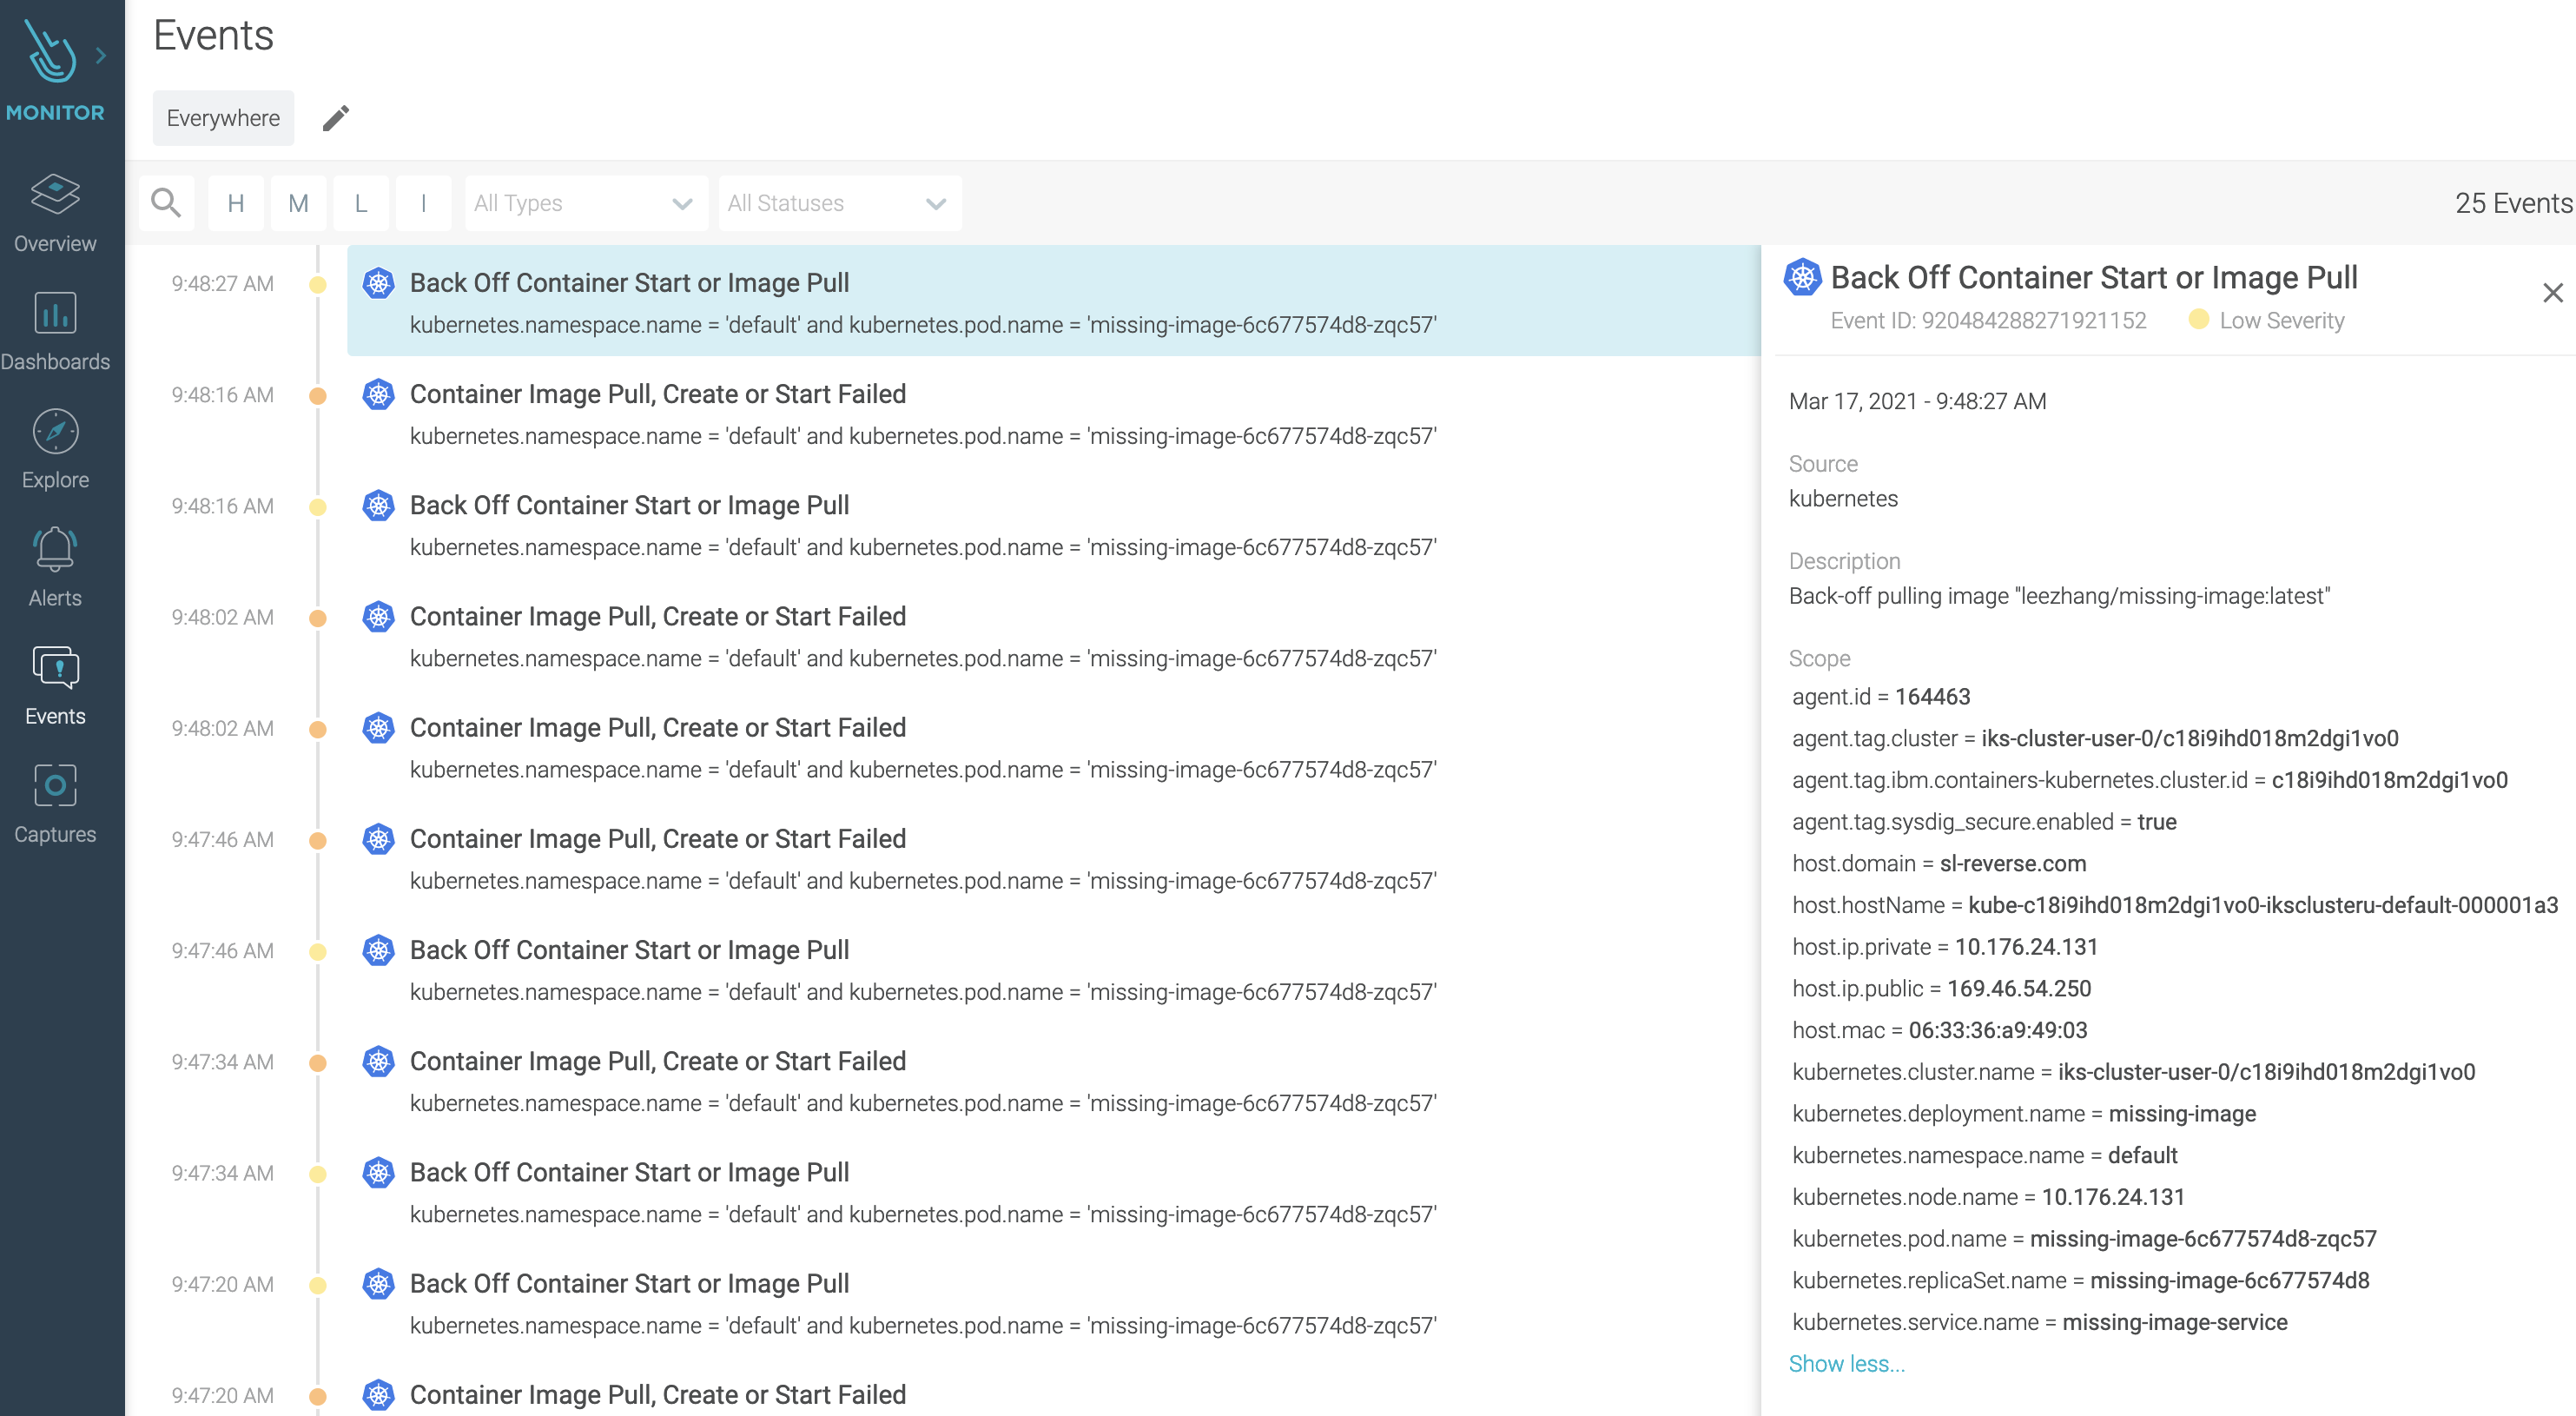 MONITOR
Overview
Dashboards
Explore
Alerts
Events
Captures
Events
Everywhere
H M L I All Types All Statuses 25 Events
9:48:27 AM Back Off Container Start or Image Pull
kubernetes.namespace.name = 'default' and kubernetes.pod.name = 'missing-image-6c677574d8-zqc57'
9:48:16 AM Container Image Pull, Create or Start Failed
kubernetes.namespace.name = 'default' and kubernetes.pod.name = 'missing-image-6c677574d8-zqc57'
9:48:16 AM Back Off Container Start or Image Pull
kubernetes.namespace.name = 'default' and kubernetes.pod.name = 'missing-image-6c677574d8-zqc57'
9:48:02 AM Container Image Pull, Create or Start Failed
kubernetes.namespace.name = 'default' and kubernetes.pod.name = 'missing-image-6c677574d8-zqc57'
9:48:02 AM Container Image Pull, Create or Start Failed
kubernetes.namespace.name = 'default' and kubernetes.pod.name = 'missing-image-6c677574d8-zqc57'
9:47:46 AM Container Image Pull, Create or Start Failed
kubernetes.namespace.name = 'default' and kubernetes.pod.name = 'missing-image-6c677574d8-zqc57'
9:47:46 AM Back Off Container Start or Image Pull
kubernetes.namespace.name = 'default' and kubernetes.pod.name = 'missing-image-6c677574d8-zqc57'
9:47:34 AM Container Image Pull, Create or Start Failed
kubernetes.namespace.name = 'default' and kubernetes.pod.name = 'missing-image-6c677574d8-zqc57'
9:47:34 AM Back Off Container Start or Image Pull
kubernetes.namespace.name = 'default' and kubernetes.pod.name = 'missing-image-6c677574d8-zqc57'
9:47:20 AM Back Off Container Start or Image Pull
kubernetes.namespace.name = 'default' and kubernetes.pod.name = 'missing-image-6c677574d8-zqc57'
9:47:20 AM Container Image Pull, Create or Start Failed
Back Off Container Start or Image Pull
Event ID: 920484288271921152 Low Severity
Mar 17, 2021 - 9:48:27 AM
Source
kubernetes
Description
Back-off pulling image "leezhang/missing-image:latest"
Scope
agent.id = 164463
agent.tag.cluster = iks-cluster-user-0/c18i9ihd018m2dgi1vo0
agent.tag.ibm.containers-kubernetes.cluster.id = c18i9ihd018m2dgi1vo0
agent.tag.sysdig_secure.enabled = true
host.domain = sl-reverse.com
host.hostName = kube-c18i9ihd018m2dgi1vo0-iksclusteru-default-000001a3
host.ip.private = 10.176.24.131
host.ip.public = 169.46.54.250
host.mac = 06:33:36:a9:49:03
kubernetes.cluster.name = iks-cluster-user-0/c18i9ihd018m2dgi1vo0
kubernetes.deployment.name = missing-image
kubernetes.namespace.name = default
kubernetes.node.name = 10.176.24.131
kubernetes.pod.name = missing-image-6c677574d8-zqc57
kubernetes.replicaSet.name = missing-image-6c677574d8
kubernetes.service.name = missing-image-service
Show less...